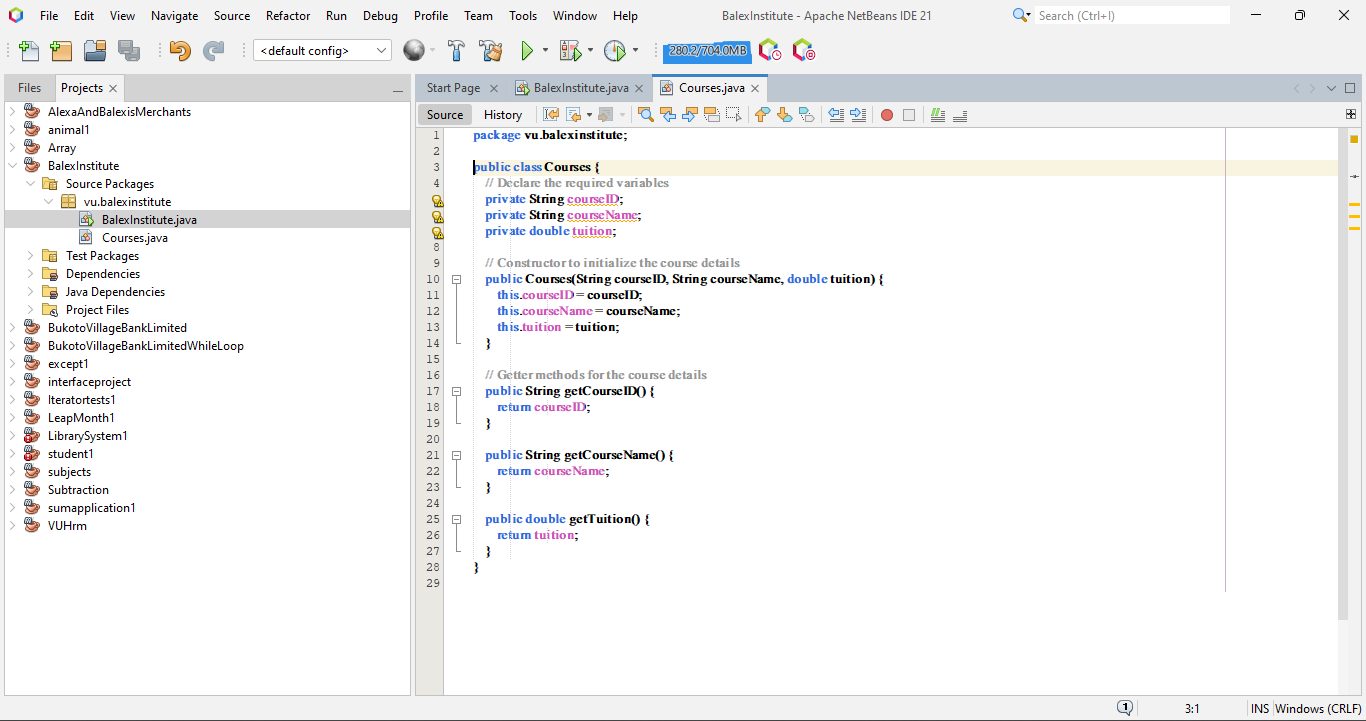 File Edit View Navigate Source Refactor Run Debug Profile Team Tools Window Help
BalexInstitute - Apache NetBeans IDE 21
Search (Ctrl+I)
<default config>
280.2/704.0MB
Files Projects
AlexaAndBalexisMerchants
animal1
Array
BalexInstitute
Source Packages
vu.balexinstitute
BalexInstitute.java
Courses.java
Test Packages
Dependencies
Java Dependencies
Project Files
BukotoVillageBankLimited
BukotoVillageBankLimitedWhileLoop
except1
interfaceproject
Iteratortests1
LeapMonth1
LibrarySystem1
student1
subjects
Subtraction
sumapplication1
VUHrm
Start Page BalexInstitute.java Courses.java
Source History
1 package vu.balexinstitute;
2
3 public class Courses {
4 // Declare the required variables
private String courseID;
private String courseName;
private double tuition;
8
9 // Constructor to initialize the course details
10 public Courses(String courseID, String courseName, double tuition) {
11 this.courseID = courseID;
12 this.courseName = courseName;
13 this.tuition = tuition;
14 }
15
16 // Getter methods for the course details
17 public String getCourseID() {
18 return courseID;
19 }
20
21 public String getCourseName() {
22 return courseName;
23 }
24
25 public double getTuition() {
26 return tuition;
27 }
28 }
29
1 3:1 INS Windows (CRLF)